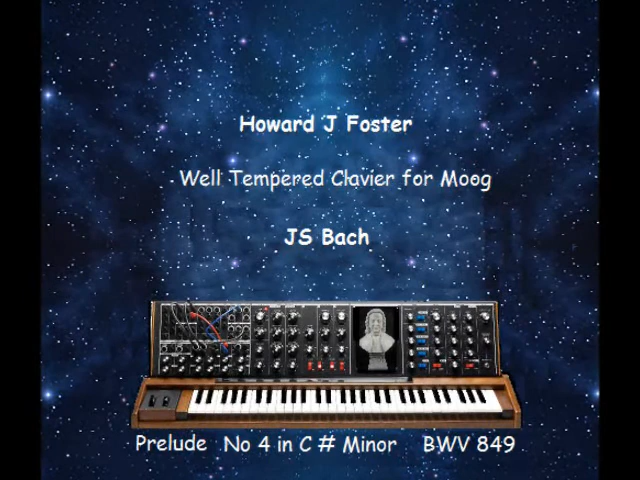 Howard J Foster
Well Tempered Clavier for Moog
JS Bach
Prelude No 4 in C # Minor BWV 849